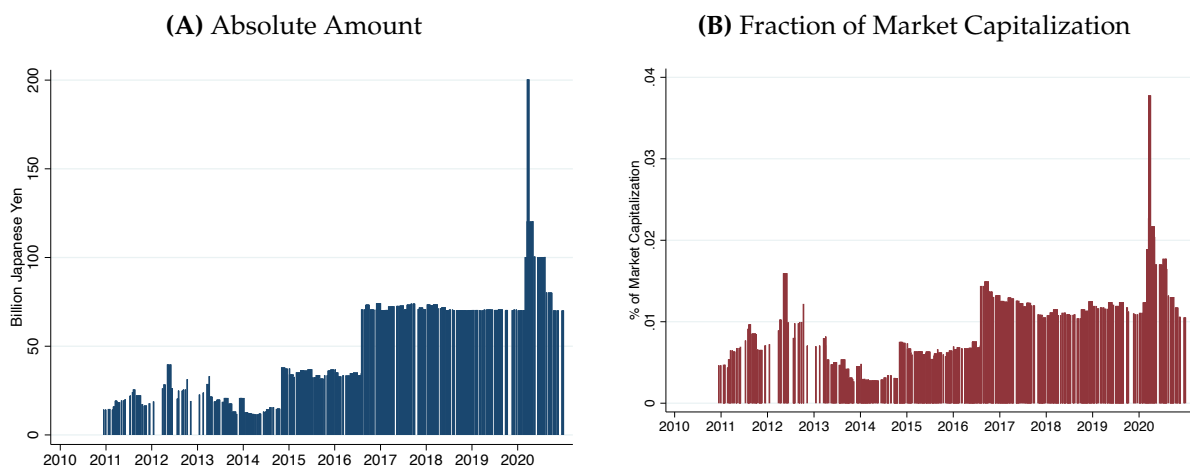 (A) Absolute Amount
Billion Japanese Yen
200
150
100
50
0
2010 2011 2012 2013 2014 2015 2016 2017 2018 2019 2020
(B) Fraction of Market Capitalization
% of Market Capitalization
.04
.03
.02
.01
0
2010 2011 2012 2013 2014 2015 2016 2017 2018 2019 2020